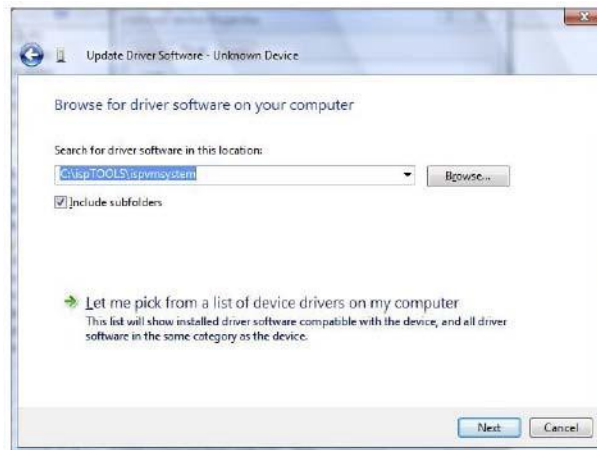 Update Driver Software - Unknown Device
Browse for driver software on your computer
Search for driver software in this location:
C:\ispTOOLS\ispvmsystem
Browse...
Include subfolders
Let me pick from a list of device drivers on my computer
This list will show installed driver software compatible with the device, and all driver
software in the same category as the device.
Next
Cancel